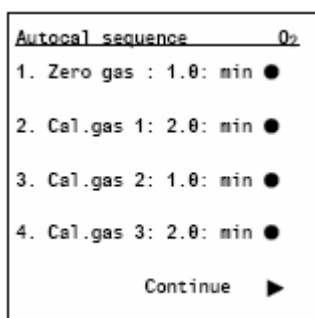 Autocal sequence O₂
1. Zero gas : 1.0: min ●
2. Cal.gas 1: 2.0: min ●
3. Cal.gas 2: 1.0: min ●
4. Cal.gas 3: 2.0: min ●
Continue ▶